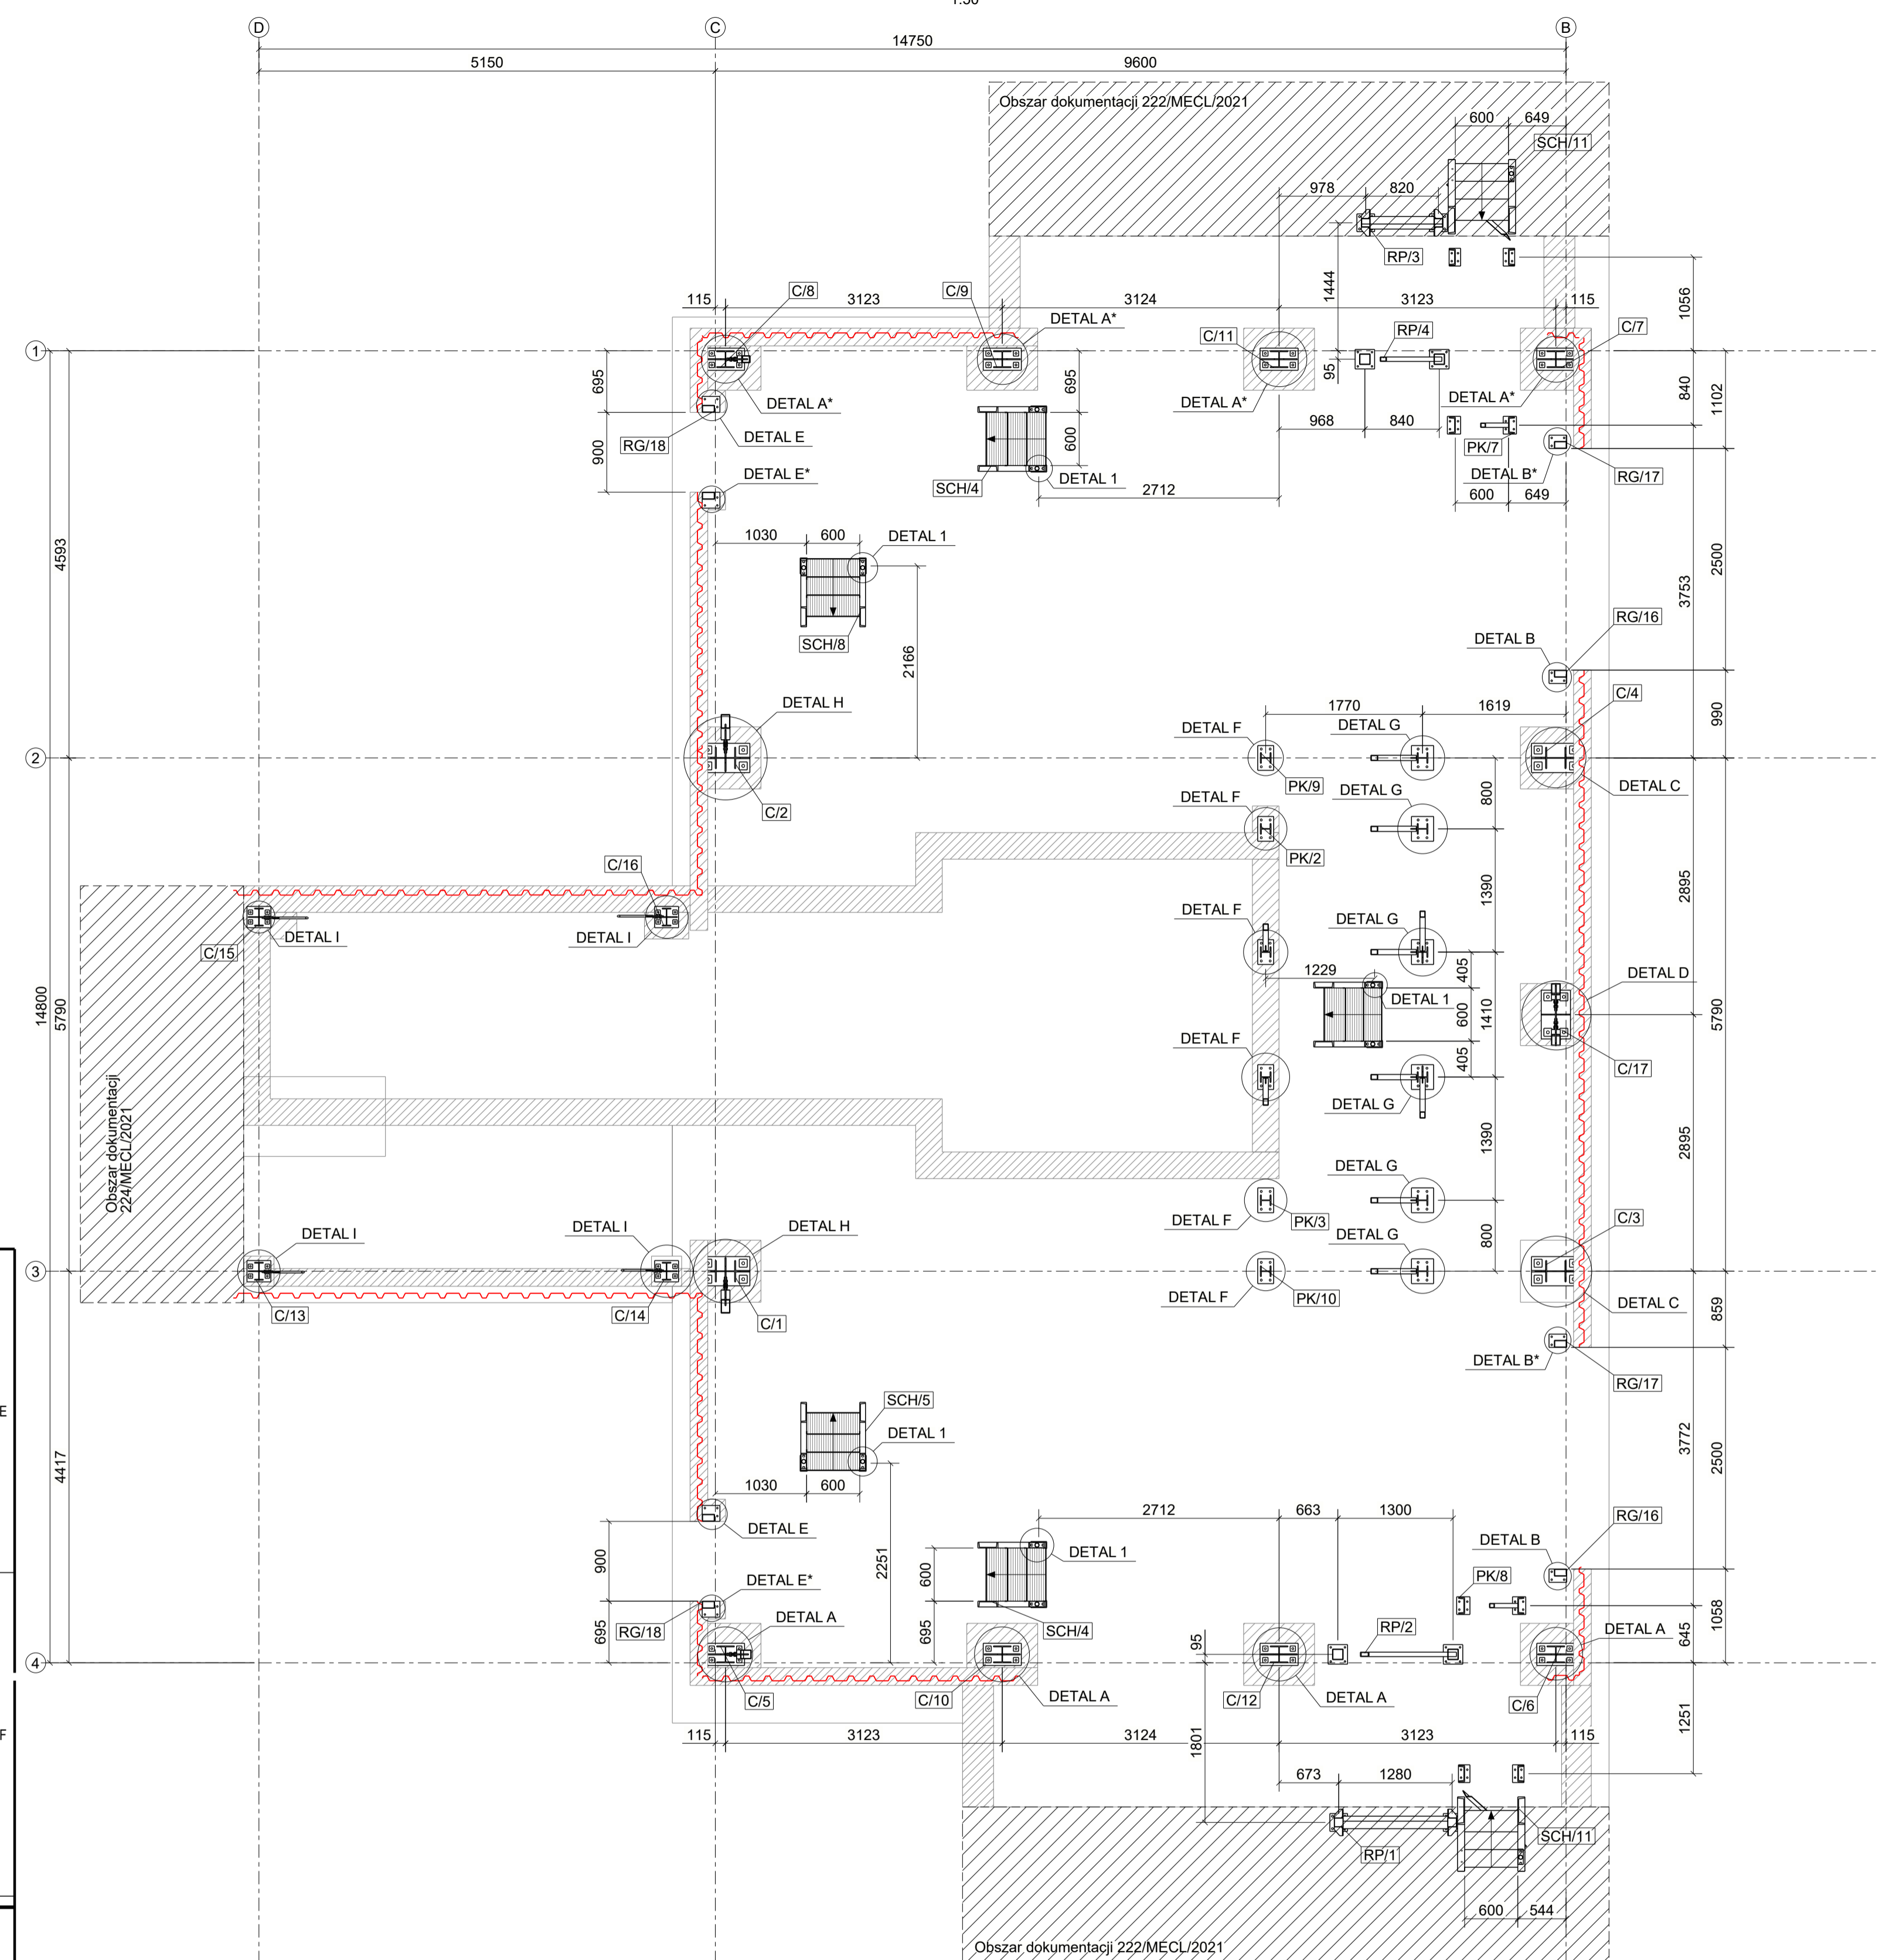 1:50
D
C
B
14750
5150
9600
Obszar dokumentacji 222/MECL/2021
600
649
SCH/11
978
820
RP/3
1444
1056
115
C/8
3123
C/9
3124
3123
115
DETAL A*
C/11
RP/4
C/7
1
695
695
95
840
1102
DETAL A*
DETAL A*
DETAL A*
RG/18
DETAL E
900
600
968
840
PK/7
DETAL E*
SCH/4
DETAL 1
DETAL B*
RG/17
2712
600
649
4593
1030
600
DETAL 1
3753
2500
SCH/8
2166
RG/16
DETAL B
DETAL H
1770
1619
C/4
990
DETAL F
DETAL G
2
PK/9
800
DETAL C
C/2
DETAL F
DETAL G
C/16
PK/2
1390
2895
DETAL F
DETAL G
C/15
DETAL I
DETAL I
1229
405
DETAL D
DETAL 1
14800
5790
600
1410
5790
DETAL F
405
C/17
Obszar dokumentacji
224/MECL/2021
DETAL G
1390
2895
DETAL G
DETAL I
DETAL I
DETAL H
DETAL F
PK/3
C/3
DETAL G
800
3
C/13
C/14
C/1
DETAL F
PK/10
DETAL C
859
DETAL B*
RG/17
E
SCH/5
DETAL 1
3772
2500
4417
1030
600
2712
663
1300
DETAL E
RG/16
900
2251
600
DETAL 1
DETAL B
DETAL E*
PK/8
RG/18
DETAL A
SCH/4
RP/2
695
695
95
645
1058
DETAL A
4
C/5
C/10
DETAL A
C/12
DETAL A
C/6
F
115
3123
3124
1801
3123
115
1251
673
1280
RP/1
SCH/11
600
544
Obszar dokumentacji 222/MECL/2021